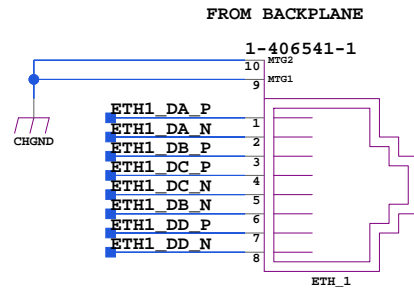 FROM BACKPLANE
1-406541-1
10 MTG2
9 MTG1
CHGND
ETH1_DA_P 1
ETH1_DA_N 2
ETH1_DB_P 3
ETH1_DC_P 4
ETH1_DC_N 5
ETH1_DB_N 6
ETH1_DD_P 7
ETH1_DD_N 8
ETH_1